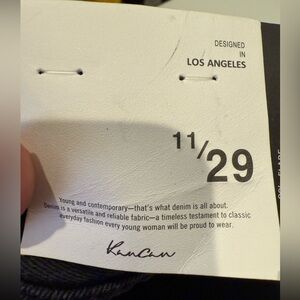 DESIGNED
IN
LOS ANGELES
11/29
Young and contemporary—that's what denim is all about.
Denim is a versatile and reliable fabric—a timeless testament to classic
everyday fashion every young woman will be proud to wear.
KanCan